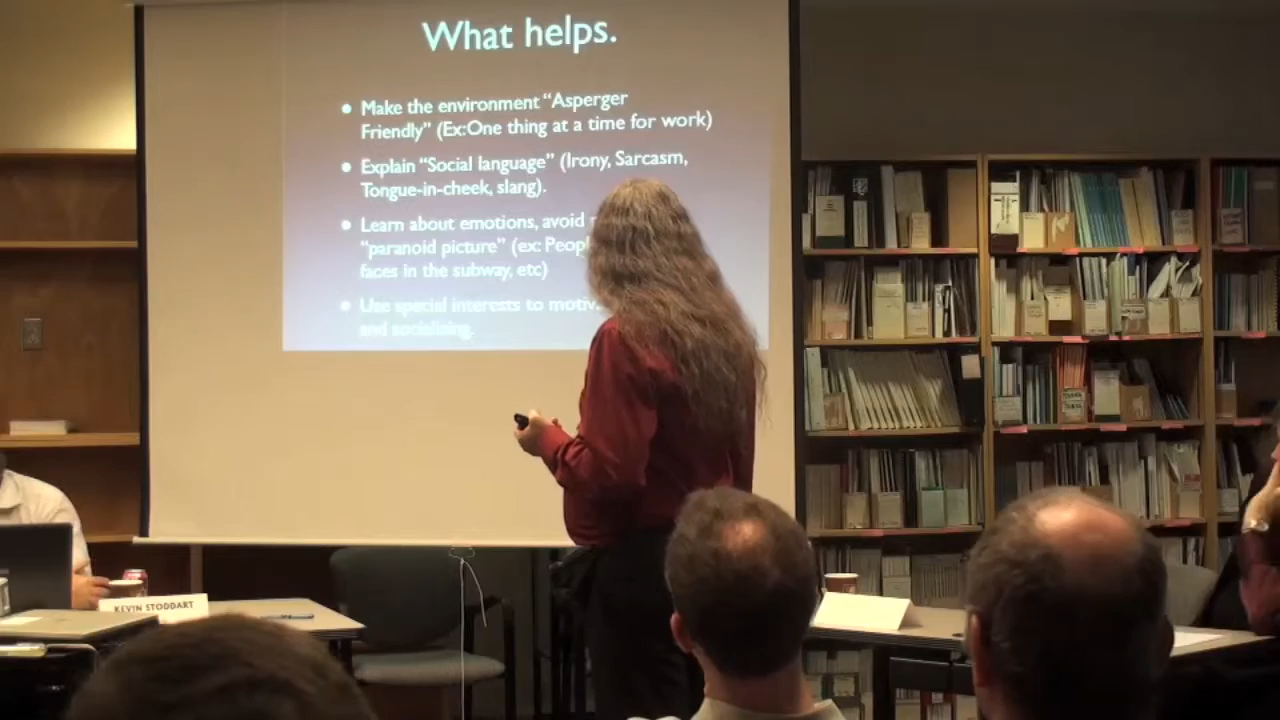 What helps.
• Make the environment “Asperger
Friendly” (Ex:One thing at a time for work)
• Explain “Social language” (Irony, Sarcasm,
Tongue-in-cheek, slang).
• Learn about emotions, avoid
“paranoid picture” (ex: Peopl
faces in the subway, etc)
• Use special interests to motiv
and socializing.
KEVIN STODDART